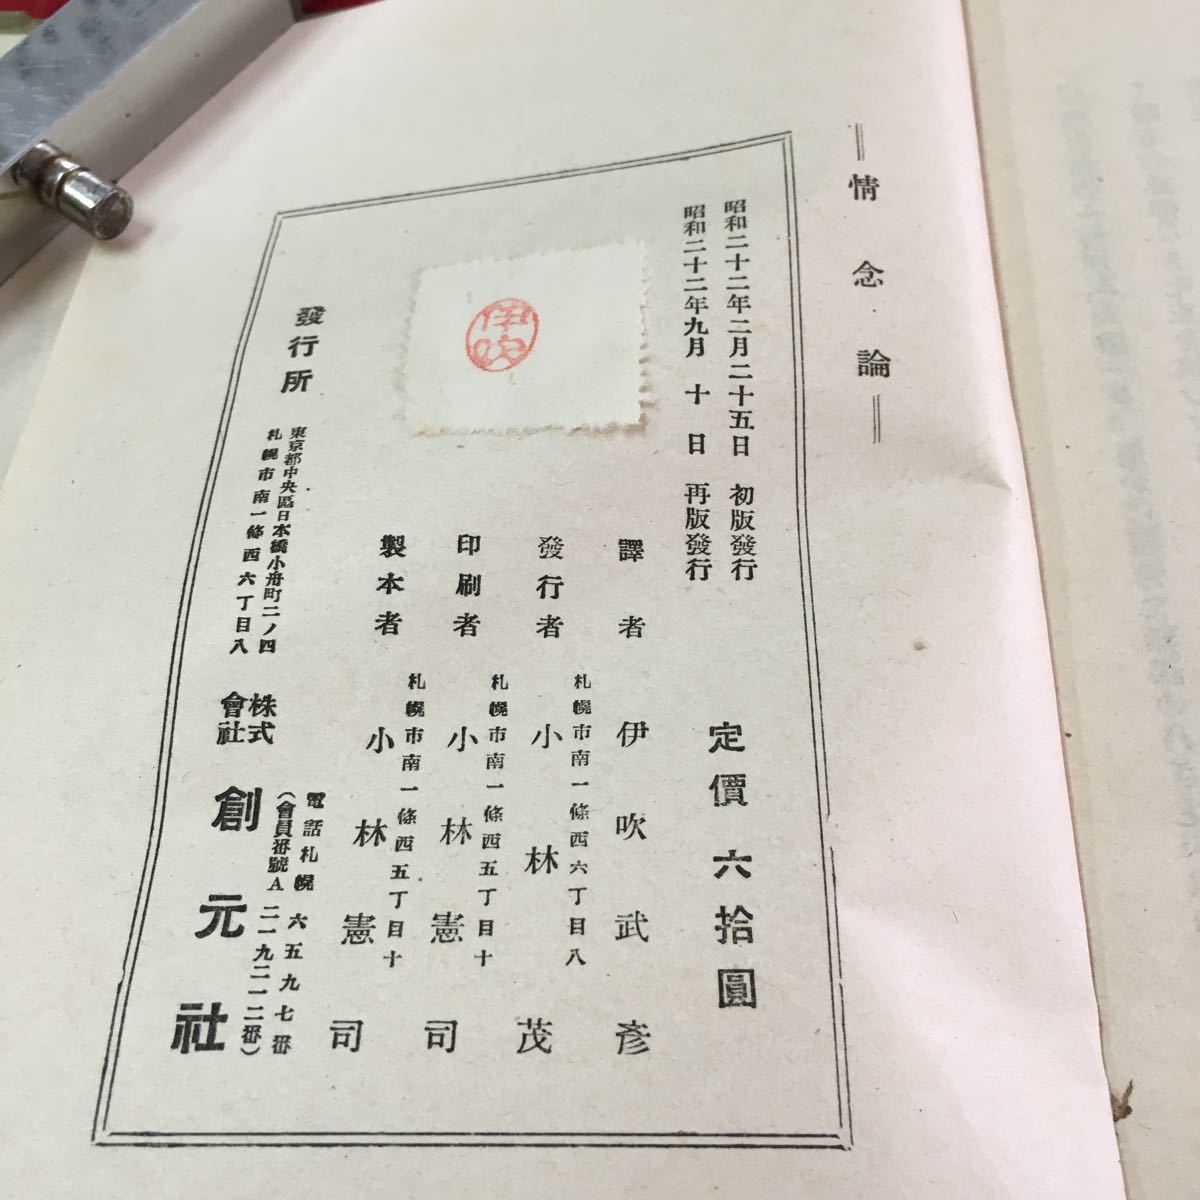 情念論
昭和二十二年二月二十五日 初版發行
昭和二十二年九月 十 日 再版發行
定價六拾圓
譯者 伊吹武彥
札幌市南一條西六丁目八
發行者 小林茂
札幌市南一條西五丁目十
印刷者 小林憲司
札幌市南一條西五丁目十
製本者 小林憲司
伊吹
發行所
東京都中央區日本橋小舟町二ノ四
札幌市南一條西六丁目八
株式會社 創元社
電話札幌 六五九七番
(會員番號A 二一九二一二番)